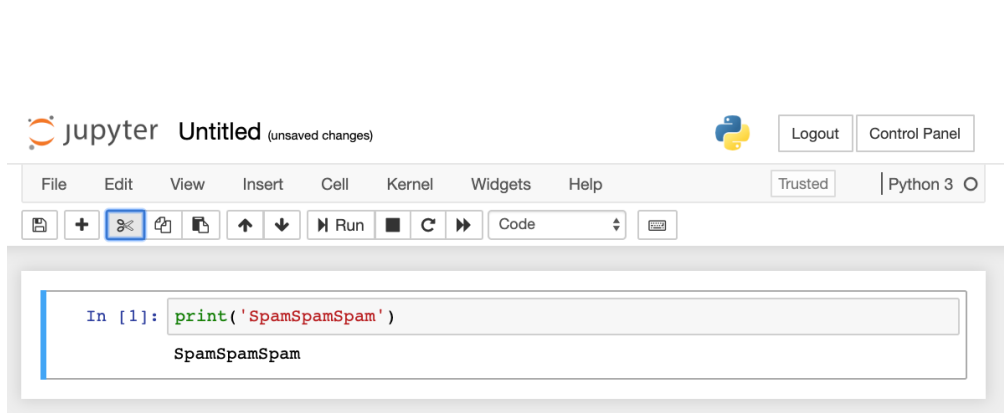 jupyter Untitled (unsaved changes) Logout Control Panel
File Edit View Insert Cell Kernel Widgets Help Trusted Python 3
Run Code
In [1]: print('SpamSpamSpam')
SpamSpamSpam